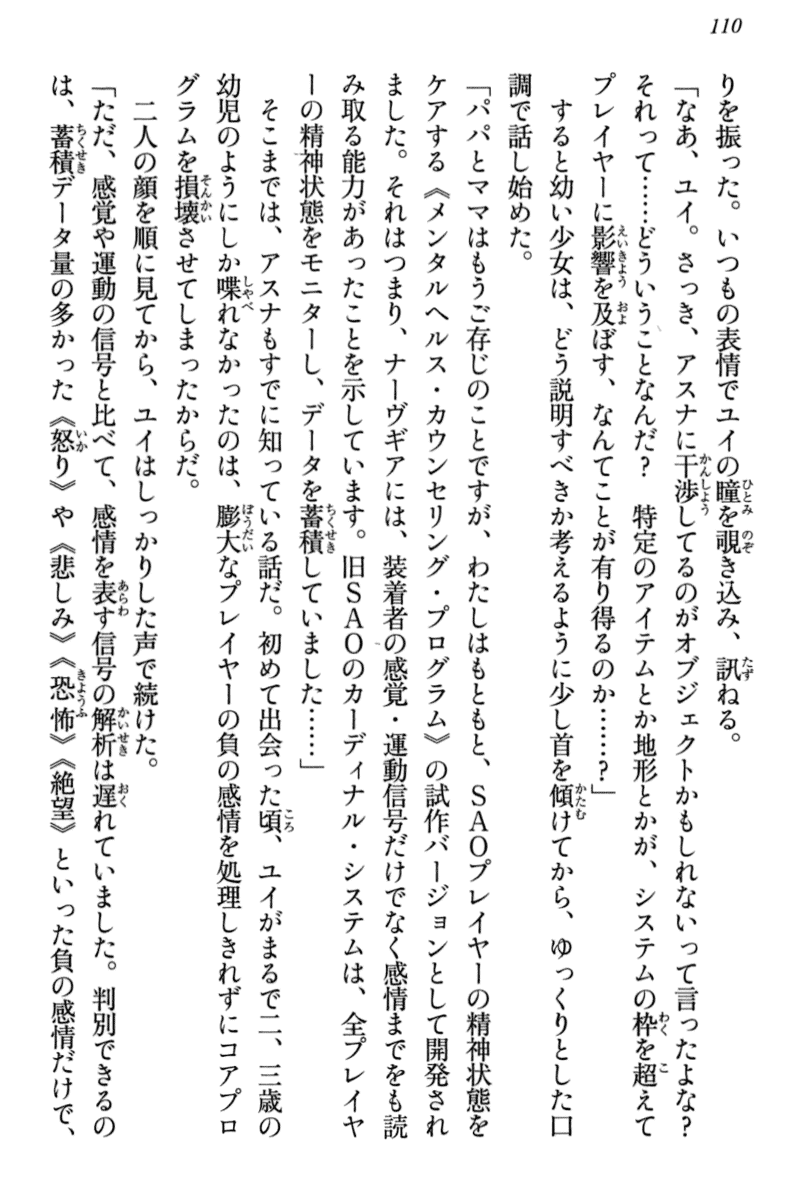 110
りを振った。いつもの表情でユイの瞳を覗き込み、訊ねる。
「なあ、ユイ。さっき、アスナに干渉してるのがオブジェクトかもしれないって言ったよな?
それって……どういうことなんだ? 特定のアイテムとか地形とかが、システムの枠を超えて
プレイヤーに影響を及ぼす、なんてことが有り得るのか……?」
すると幼い少女は、どう説明すべきか考えるように少し首を傾けてから、ゆっくりとした口
調で話し始めた。
「パパとママはもうご存じのことですが、わたしはもともと、SAOプレイヤーの精神状態を
ケアする《メンタルヘルス・カウンセリング・プログラム》の試作バージョンとして開発され
ました。それはつまり、ナーヴギアには、装着者の感覚・運動信号だけでなく感情までをも読
み取る能力があったことを示しています。旧SAOのカーディナル・システムは、全プレイヤ
ーの精神状態をモニターし、データを蓄積していました……」
そこまでは、アスナもすでに知っている話だ。初めて出会った頃、ユイがまるで二、三歳の
幼児のようにしか喋れなかったのは、膨大なプレイヤーの負の感情を処理しきれずにコアプロ
グラムを損壊させてしまったからだ。
二人の顔を順に見てから、ユイはしっかりした声で続けた。
「ただ、感覚や運動の信号と比べて、感情を表す信号の解析は遅れていました。判別できるの
は、蓄積データ量の多かった《怒り》や《悲しみ》《恐怖》《絶望》といった負の感情だけで、